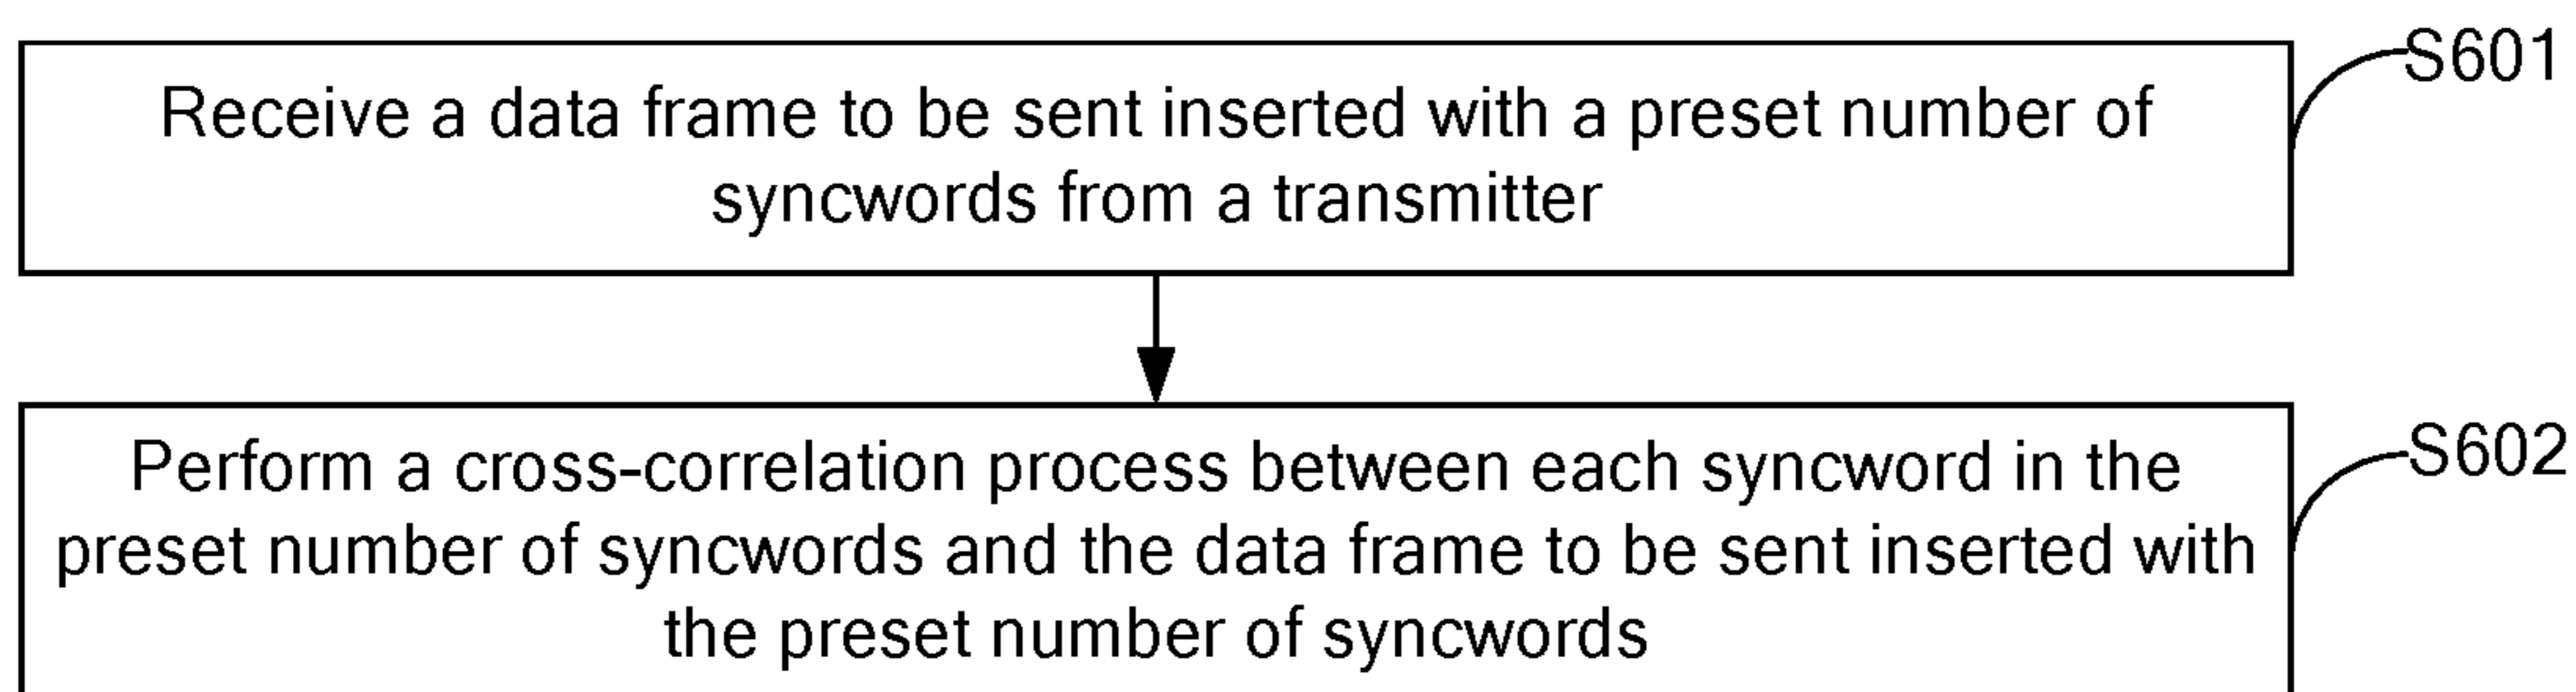 S601
Receive a data frame to be sent inserted with a preset number of
syncwords from a transmitter
S602
Perform a cross-correlation process between each syncword in the
preset number of syncwords and the data frame to be sent inserted with
the preset number of syncwords